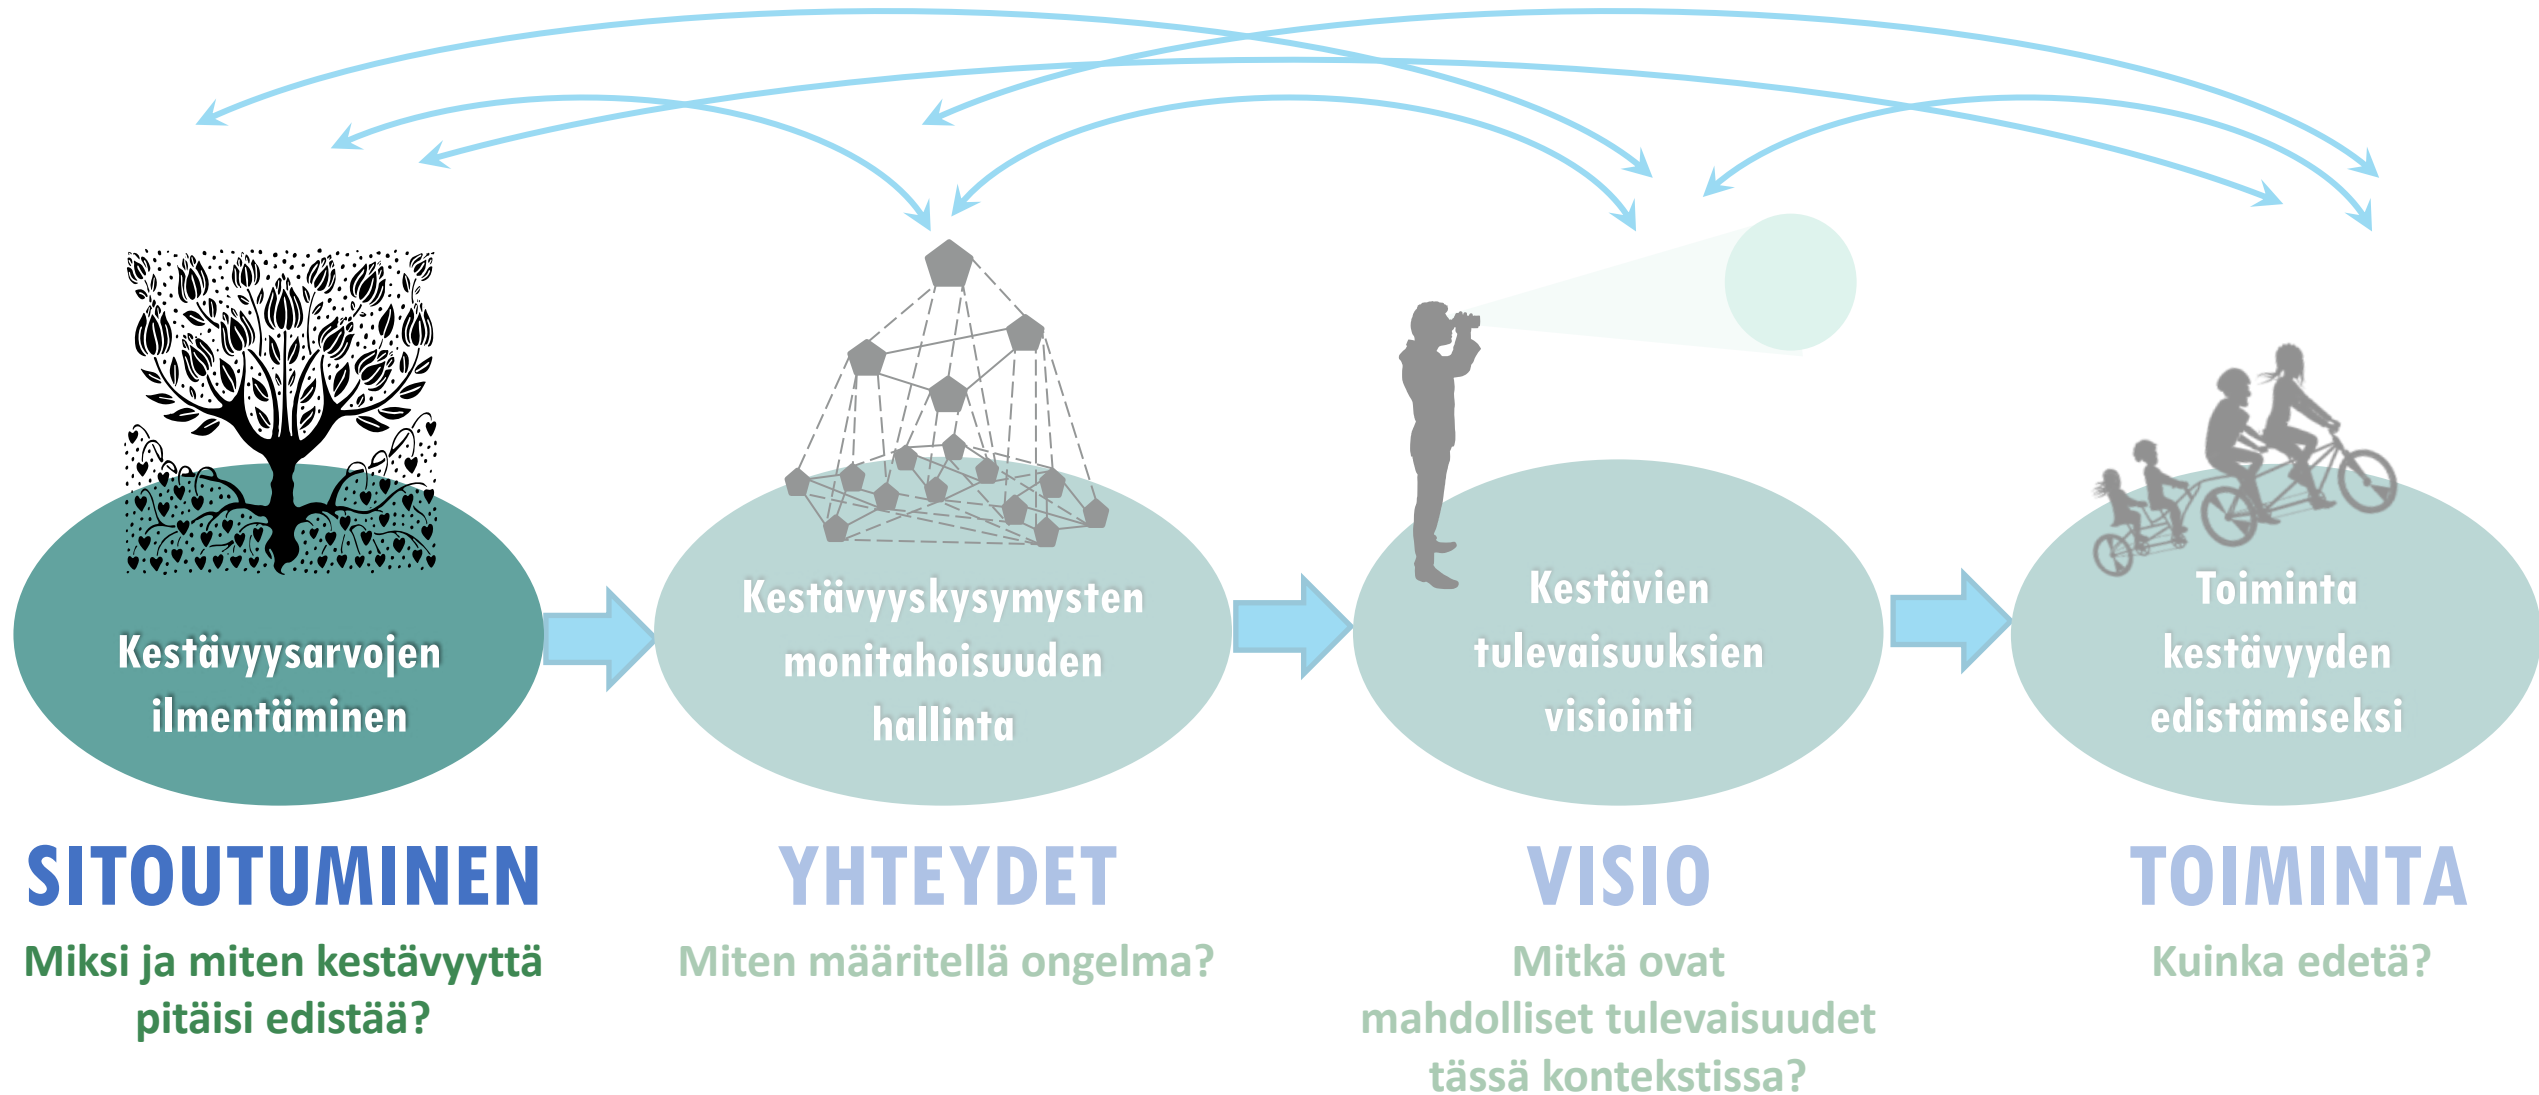 Kestävyysarvojen
ilmentäminen
Kestävyyskysymysten
monitahoisuuden
hallinta
Kestävien
tulevaisuuksien
visiointi
Toiminta
kestävyyden
edistämiseksi
SITOUTUMINEN
Miksi ja miten kestävyyttä
pitäisi edistää?
YHTEYDET
Miten määritellä ongelma?
VISIO
Mitkä ovat
mahdolliset tulevaisuudet
tässä kontekstissa?
TOIMINTA
Kuinka edetä?